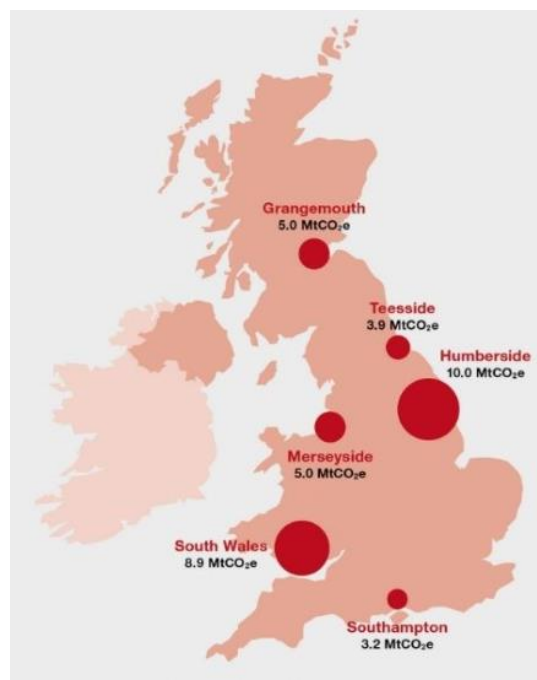 Grangemouth
5.0 MtCO₂e
Teesside
3.9 MtCO₂e
Humberside
10.0 MtCO₂e
Merseyside
5.0 MtCO₂e
South Wales
8.9 MtCO₂e
Southampton
3.2 MtCO₂e